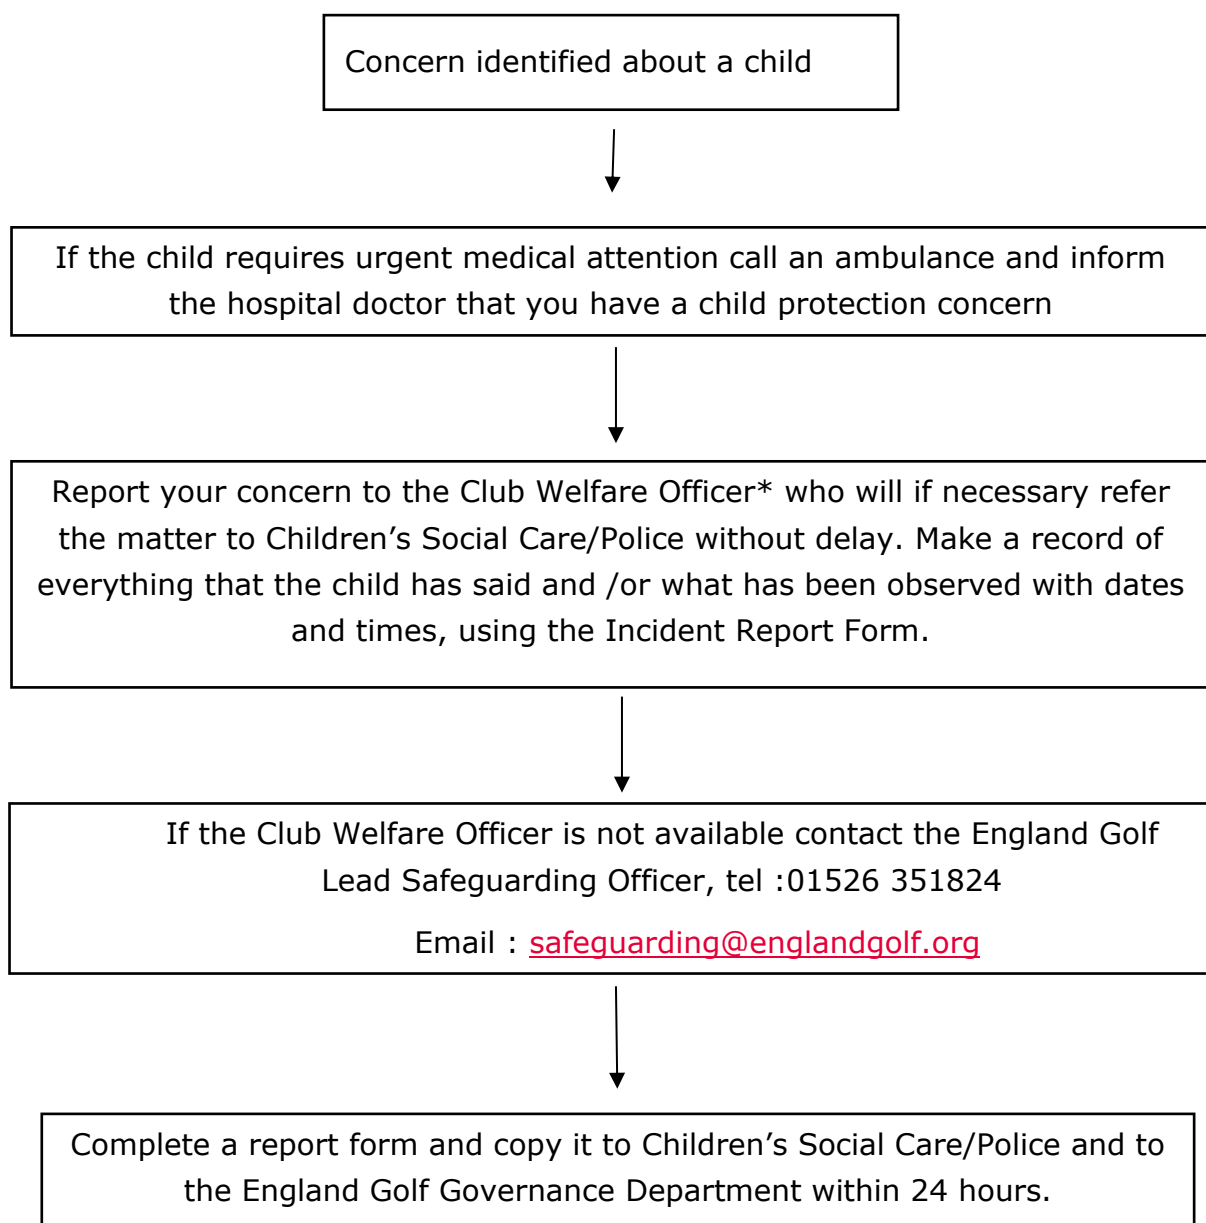 Concern identified about a child
If the child requires urgent medical attention call an ambulance and inform
the hospital doctor that you have a child protection concern
Report your concern to the Club Welfare Officer* who will if necessary refer
the matter to Children’s Social Care/Police without delay. Make a record of
everything that the child has said and /or what has been observed with dates
and times, using the Incident Report Form.
If the Club Welfare Officer is not available contact the England Golf
Lead Safeguarding Officer, tel :01526 351824
Email : safeguarding@englandgolf.org
Complete a report form and copy it to Children’s Social Care/Police and to
the England Golf Governance Department within 24 hours.